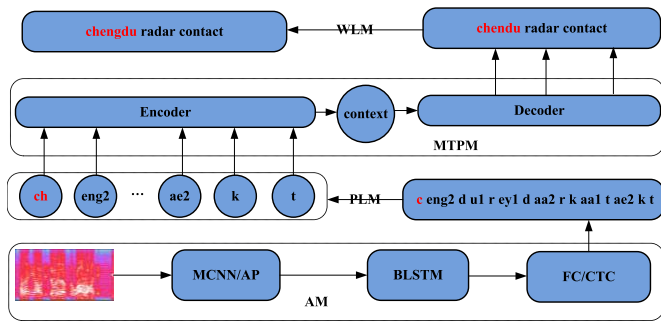 chengdu radar contact
WLM
chendu radar contact
Encoder
context
Decoder
MTPM
ch
eng2
...
ae2
k
t
PLM
c eng2 d u1 r ey1 d aa2 r k aa1 t ae2 k t
MCNN/AP
BLSTM
FC/CTC
AM